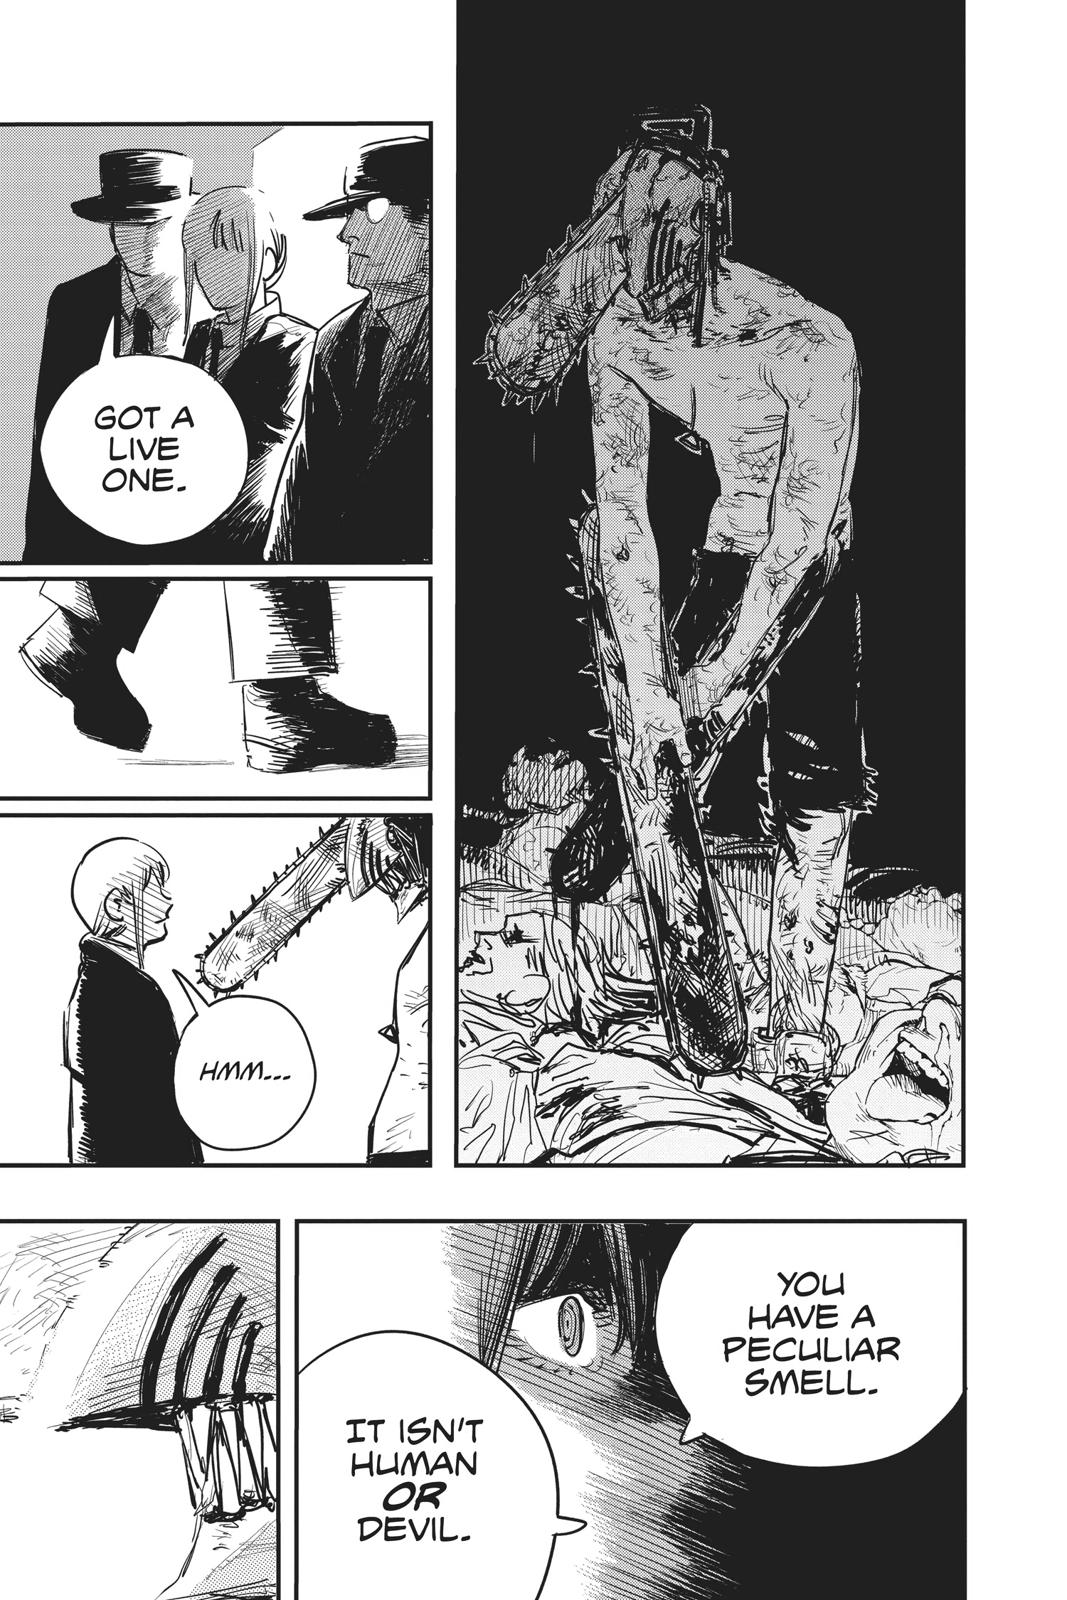 GOT A
LIVE
ONE.
HMM...
YOU
HAVE A
PECULIAR
SMELL.
IT ISN'T
HUMAN
OR
DEVIL.